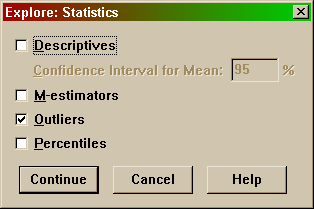 Explore: Statistics
Descriptives
Confidence Interval for Mean: 95 %
M-estimators
Outliers
Percentiles
Continue Cancel Help